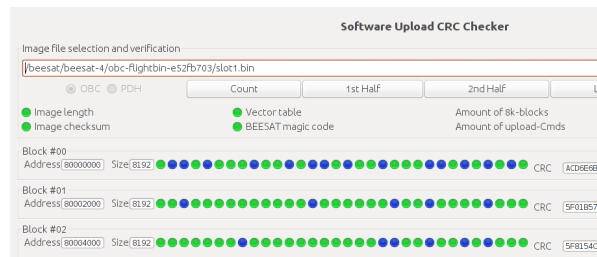 Software Upload CRC Checker
Image file selection and verification
/beesat/beesat-4/obc-flightbin-e52fb703/slot1.bin
OBC PDH Count 1st Half 2nd Half
Image length Vector table Amount of 8k-blocks
Image checksum BEESAT magic code Amount of upload-Cmds
Block #00
Address 80000000 Size 8192 CRC ACD6E6B
Block #01
Address 80002000 Size 8192 CRC 5F01B57
Block #02
Address 80004000 Size 8192 CRC 5F8154C